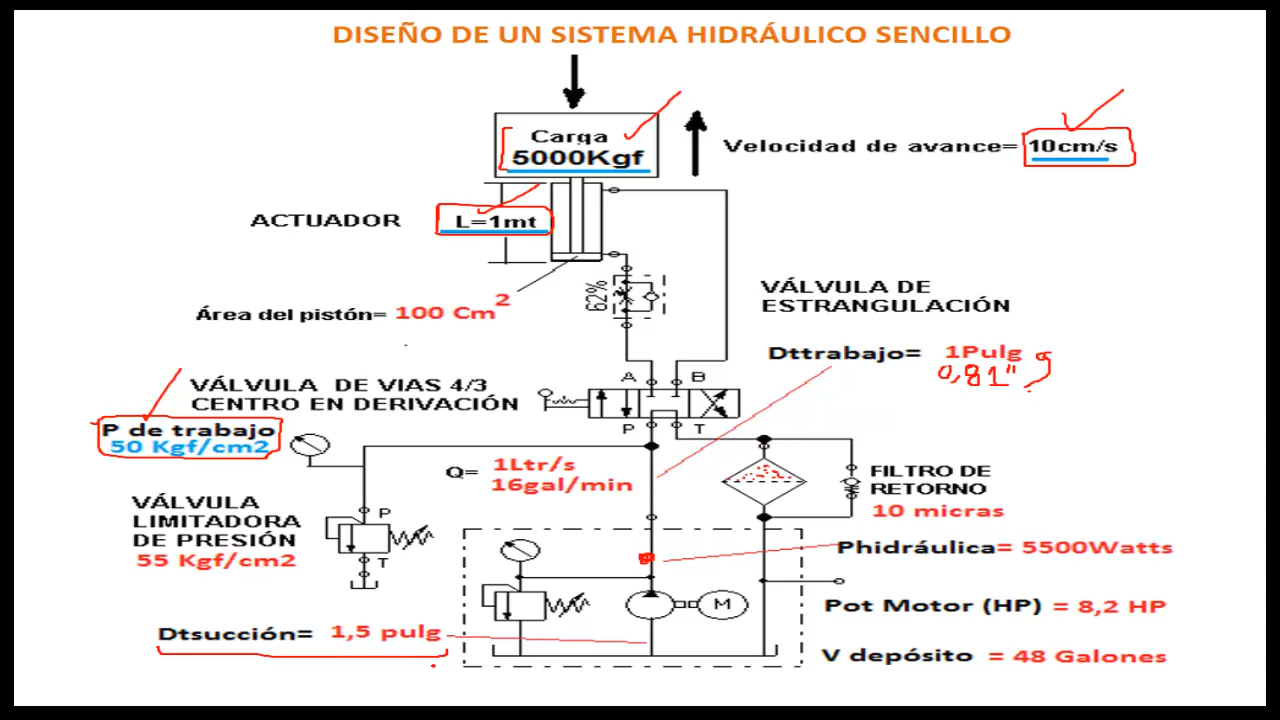 DISEÑO DE UN SISTEMA HIDRÁULICO SENCILLO
Carga
5000Kgf
Velocidad de avance= 10cm/s
ACTUADOR
L=1mt
62%
VÁLVULA DE
ESTRANGULACIÓN
Área del pistón= 100 Cm2
Dttrabajo= 1Pulg
0,81"
VÁLVULA DE VIAS 4/3
CENTRO EN DERIVACIÓN
A B
P T
P de trabajo
50 Kgf/cm2
Q= 1Ltr/s
16gal/min
FILTRO DE
RETORNO
10 micras
VÁLVULA
LIMITADORA
DE PRESIÓN
55 Kgf/cm2
P
T
Phidráulica= 5500Watts
M
Pot Motor (HP) = 8,2 HP
Dtsucción= 1,5 pulg
V depósito = 48 Galones